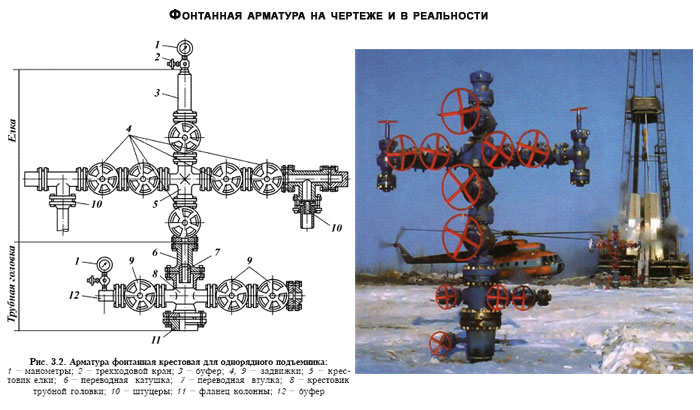 ФОНТАННАЯ АРМАТУРА НА ЧЕРТЕЖЕ И В РЕАЛЬНОСТИ
1
2
3
Елка
4
10
5
10
Трубная головка
1
9
6
7
9
8
12
11
Рис. 3.2. Арматура фонтанная крестовая для однорядного подъемника:
1 – манометры; 2 – трехходовой кран; 3 – буфер; 4, 9 – задвижки; 5 – крес-
товик елки; 6 – переводная катушка; 7 – переводная втулка; 8 – крестовик
трубной головки; 10 – штуцеры; 11 – фланец колонны; 12 – буфер